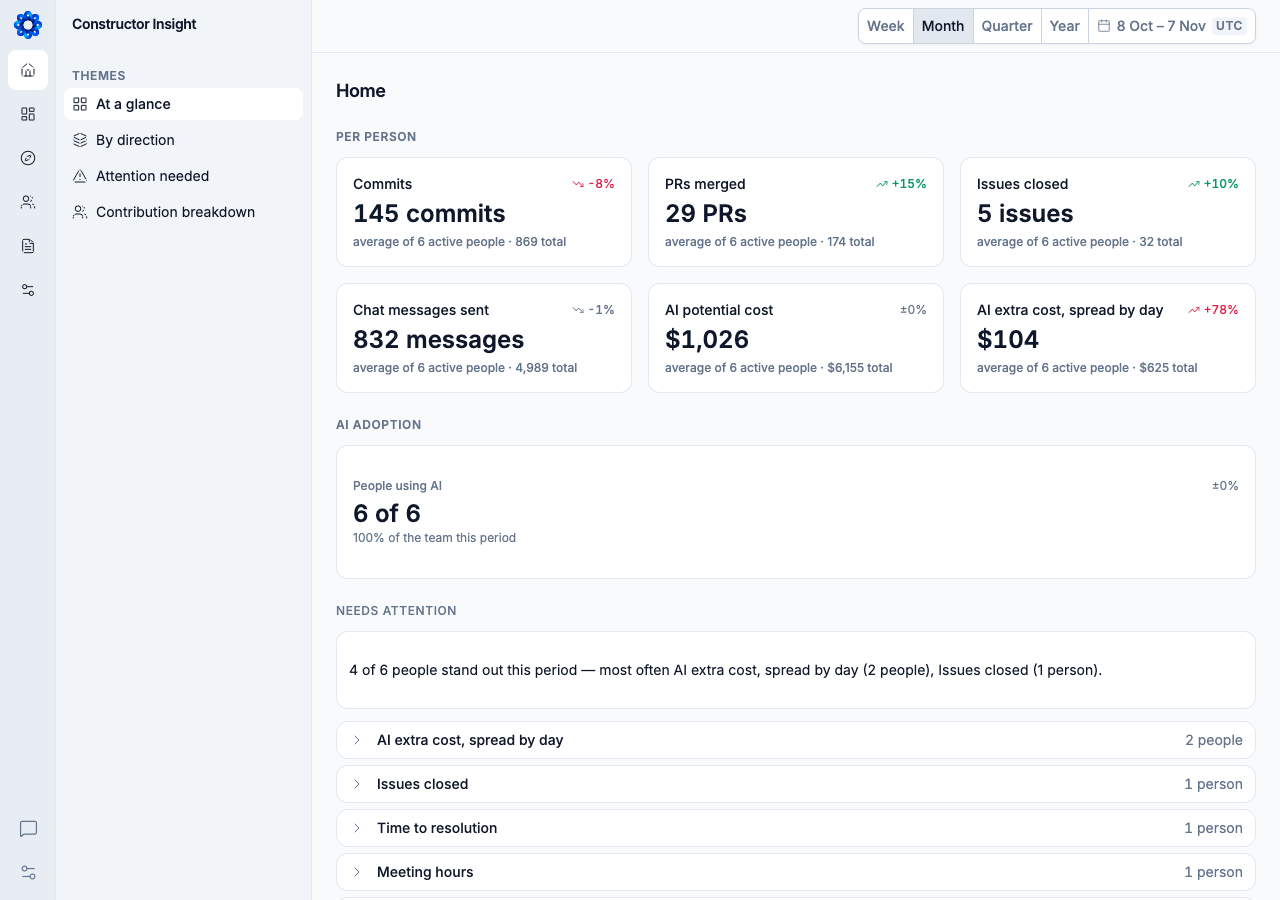 Constructor Insight
Week Month Quarter Year 8 Oct – 7 Nov UTC
THEMES
At a glance
By direction
Attention needed
Contribution breakdown
Home
PER PERSON
Commits -8%
145 commits
average of 6 active people · 869 total
PRs merged +15%
29 PRs
average of 6 active people · 174 total
Issues closed +10%
5 issues
average of 6 active people · 32 total
Chat messages sent -1%
832 messages
average of 6 active people · 4,989 total
AI potential cost ±0%
$1,026
average of 6 active people · $6,155 total
AI extra cost, spread by day +78%
$104
average of 6 active people · $625 total
AI ADOPTION
People using AI ±0%
6 of 6
100% of the team this period
NEEDS ATTENTION
4 of 6 people stand out this period — most often AI extra cost, spread by day (2 people), Issues closed (1 person).
AI extra cost, spread by day 2 people
Issues closed 1 person
Time to resolution 1 person
Meeting hours 1 person